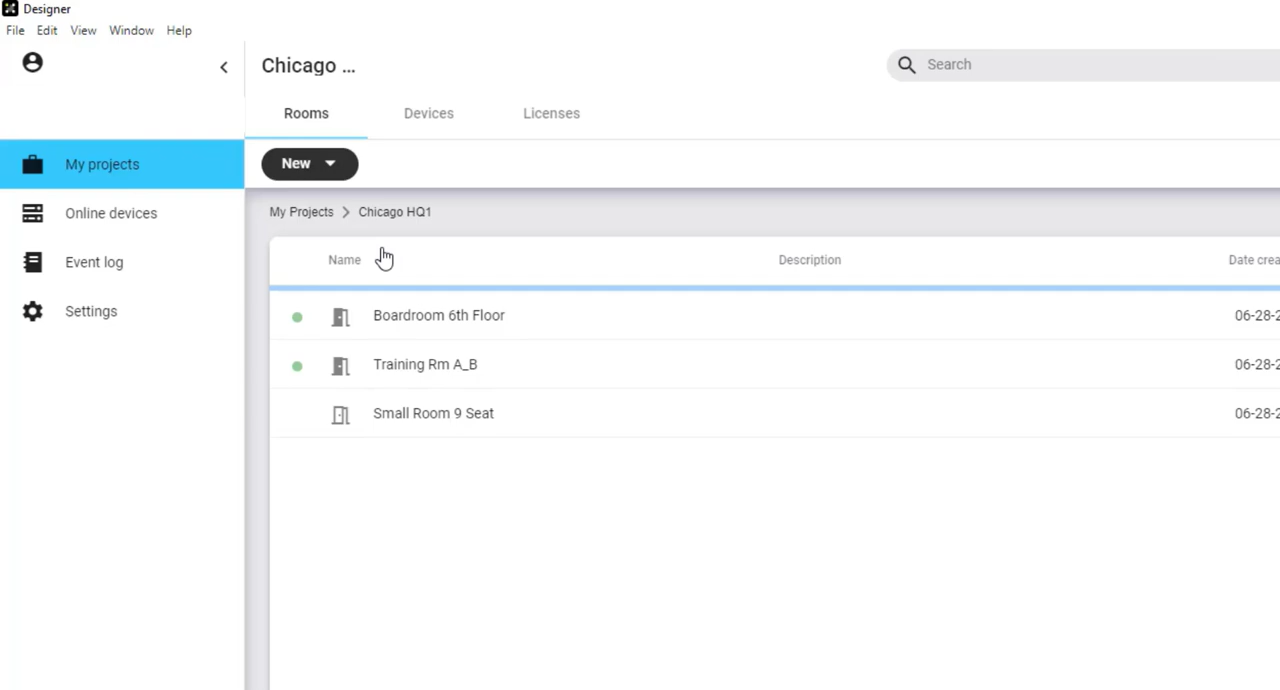 Designer
File Edit View Window Help
Chicago ...
Search
Rooms Devices Licenses
My projects
New
Online devices
My Projects Chicago HQ1
Event log
Name Description Date crea
Settings
Boardroom 6th Floor 06-28-2
Training Rm A_B 06-28-2
Small Room 9 Seat 06-28-2